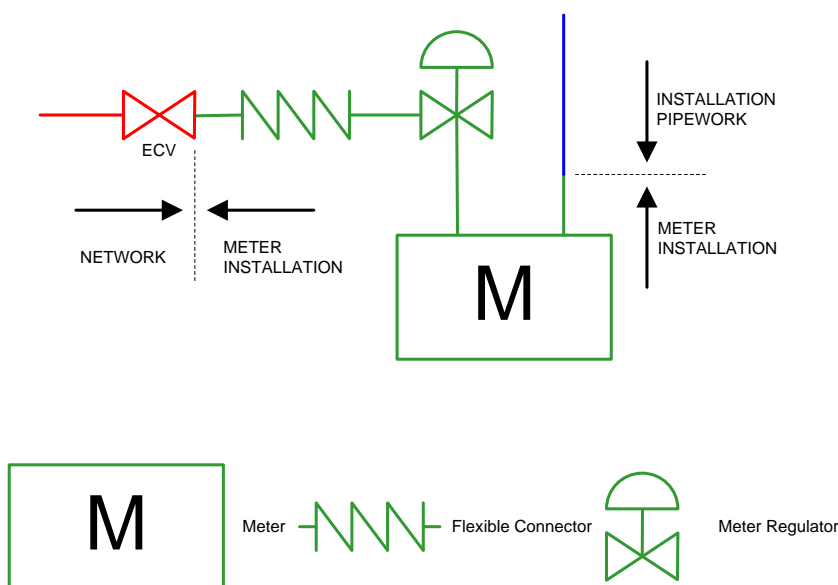 INSTALLATION
PIPEWORK
ECV
NETWORK
METER
INSTALLATION
METER
INSTALLATION
M
M
Meter
Flexible Connector
Meter Regulator